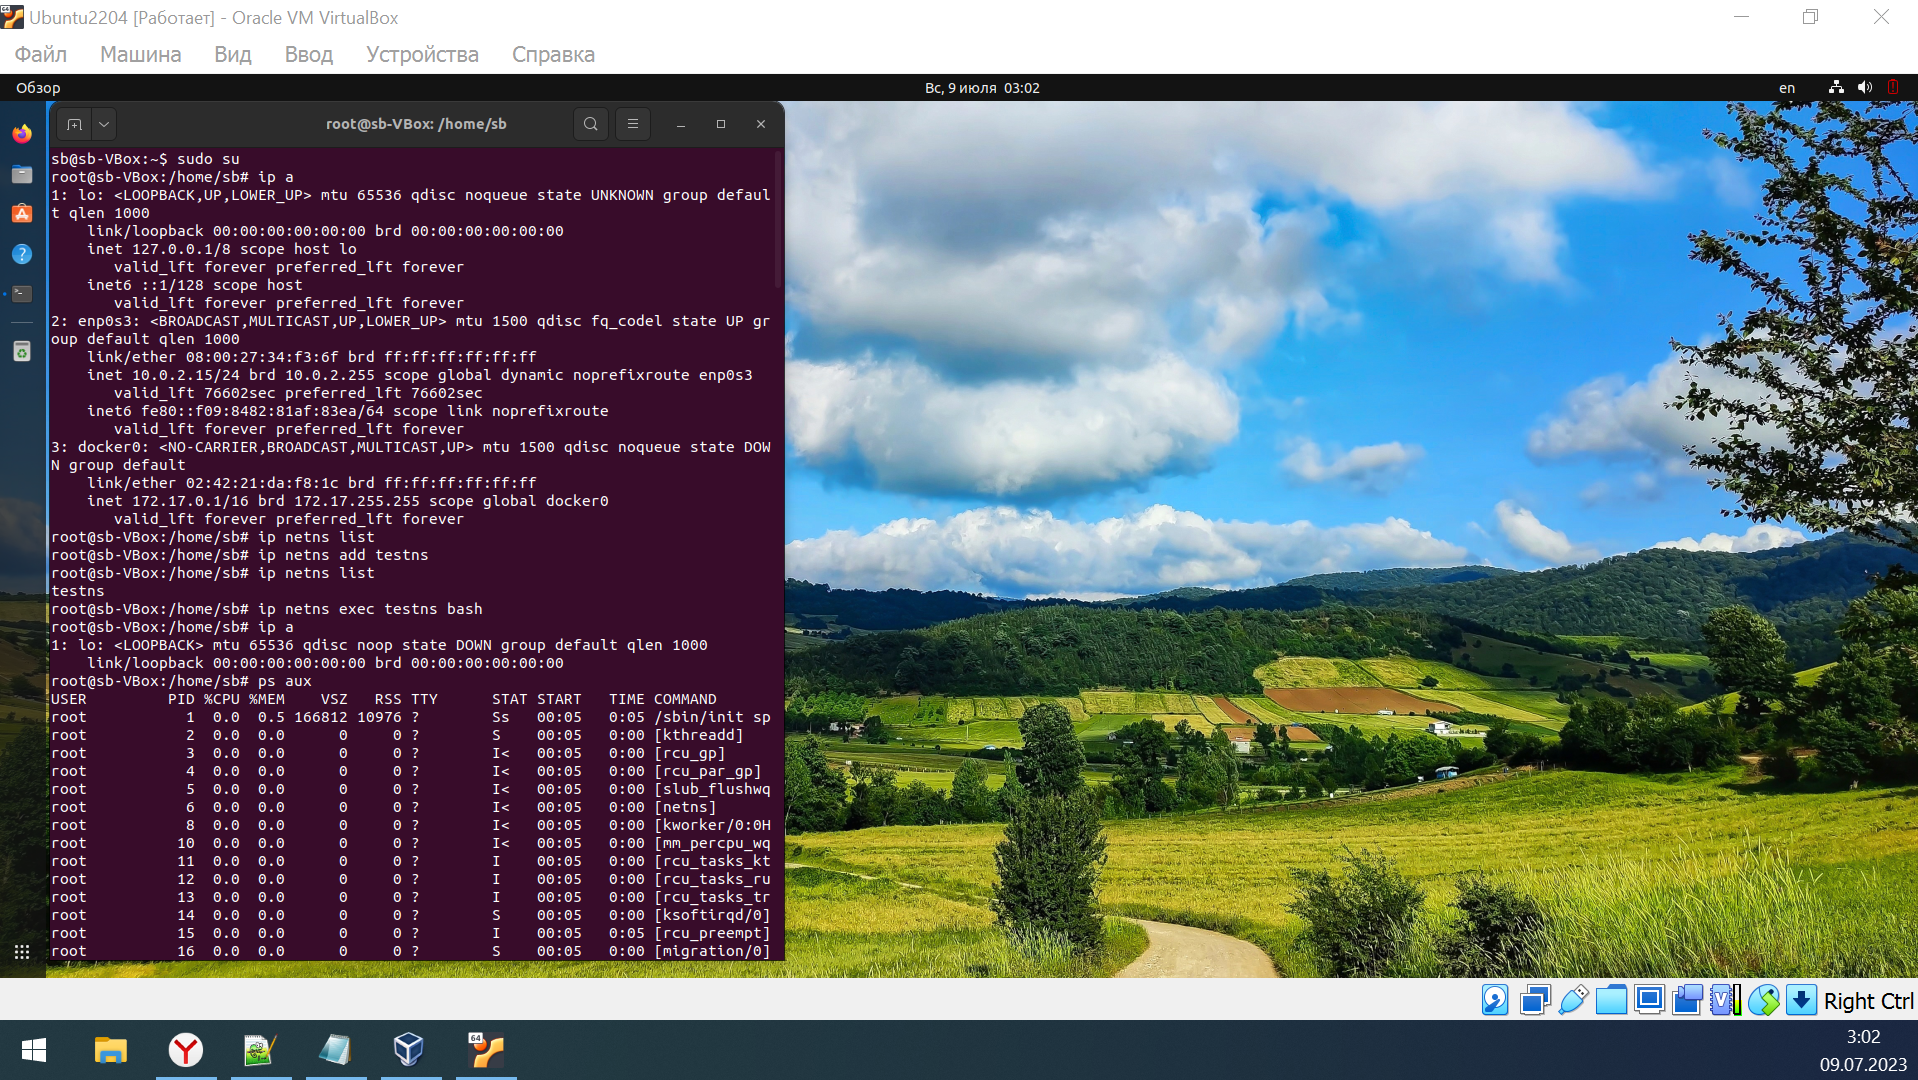 Ubuntu2204 [Работает] - Oracle VM VirtualBox
Файл Машина Вид Ввод Устройства Справка
Обзор Вс, 9 июля 03:02 en
root@sb-VBox: /home/sb
sb@sb-VBox:~$ sudo su
root@sb-VBox:/home/sb# ip a
1: lo: <LOOPBACK,UP,LOWER_UP> mtu 65536 qdisc noqueue state UNKNOWN group defaul
t qlen 1000
    link/loopback 00:00:00:00:00:00 brd 00:00:00:00:00:00
    inet 127.0.0.1/8 scope host lo
       valid_lft forever preferred_lft forever
    inet6 ::1/128 scope host
       valid_lft forever preferred_lft forever
2: enp0s3: <BROADCAST,MULTICAST,UP,LOWER_UP> mtu 1500 qdisc fq_codel state UP gr
oup default qlen 1000
    link/ether 08:00:27:34:f3:6f brd ff:ff:ff:ff:ff:ff
    inet 10.0.2.15/24 brd 10.0.2.255 scope global dynamic noprefixroute enp0s3
       valid_lft 76602sec preferred_lft 76602sec
    inet6 fe80::f09:8482:81af:83ea/64 scope link noprefixroute
       valid_lft forever preferred_lft forever
3: docker0: <NO-CARRIER,BROADCAST,MULTICAST,UP> mtu 1500 qdisc noqueue state DOW
N group default
    link/ether 02:42:21:da:f8:1c brd ff:ff:ff:ff:ff:ff
    inet 172.17.0.1/16 brd 172.17.255.255 scope global docker0
       valid_lft forever preferred_lft forever
root@sb-VBox:/home/sb# ip netns list
root@sb-VBox:/home/sb# ip netns add testns
root@sb-VBox:/home/sb# ip netns list
testns
root@sb-VBox:/home/sb# ip netns exec testns bash
root@sb-VBox:/home/sb# ip a
1: lo: <LOOPBACK> mtu 65536 qdisc noop state DOWN group default qlen 1000
    link/loopback 00:00:00:00:00:00 brd 00:00:00:00:00:00
root@sb-VBox:/home/sb# ps aux
USER         PID %CPU %MEM    VSZ   RSS TTY      STAT START   TIME COMMAND
root           1  0.0  0.5 166812 10976 ?        Ss   00:05   0:05 /sbin/init sp
root           2  0.0  0.0      0     0 ?        S    00:05   0:00 [kthreadd]
root           3  0.0  0.0      0     0 ?        I<   00:05   0:00 [rcu_gp]
root           4  0.0  0.0      0     0 ?        I<   00:05   0:00 [rcu_par_gp]
root           5  0.0  0.0      0     0 ?        I<   00:05   0:00 [slub_flushwq
root           6  0.0  0.0      0     0 ?        I<   00:05   0:00 [netns]
root           8  0.0  0.0      0     0 ?        I<   00:05   0:00 [kworker/0:0H
root          10  0.0  0.0      0     0 ?        I<   00:05   0:00 [mm_percpu_wq
root          11  0.0  0.0      0     0 ?        I    00:05   0:00 [rcu_tasks_kt
root          12  0.0  0.0      0     0 ?        I    00:05   0:00 [rcu_tasks_ru
root          13  0.0  0.0      0     0 ?        I    00:05   0:00 [rcu_tasks_tr
root          14  0.0  0.0      0     0 ?        S    00:05   0:00 [ksoftirqd/0]
root          15  0.0  0.0      0     0 ?        I    00:05   0:05 [rcu_preempt]
root          16  0.0  0.0      0     0 ?        S    00:05   0:00 [migration/0]
Right Ctrl
64
3:02
09.07.2023